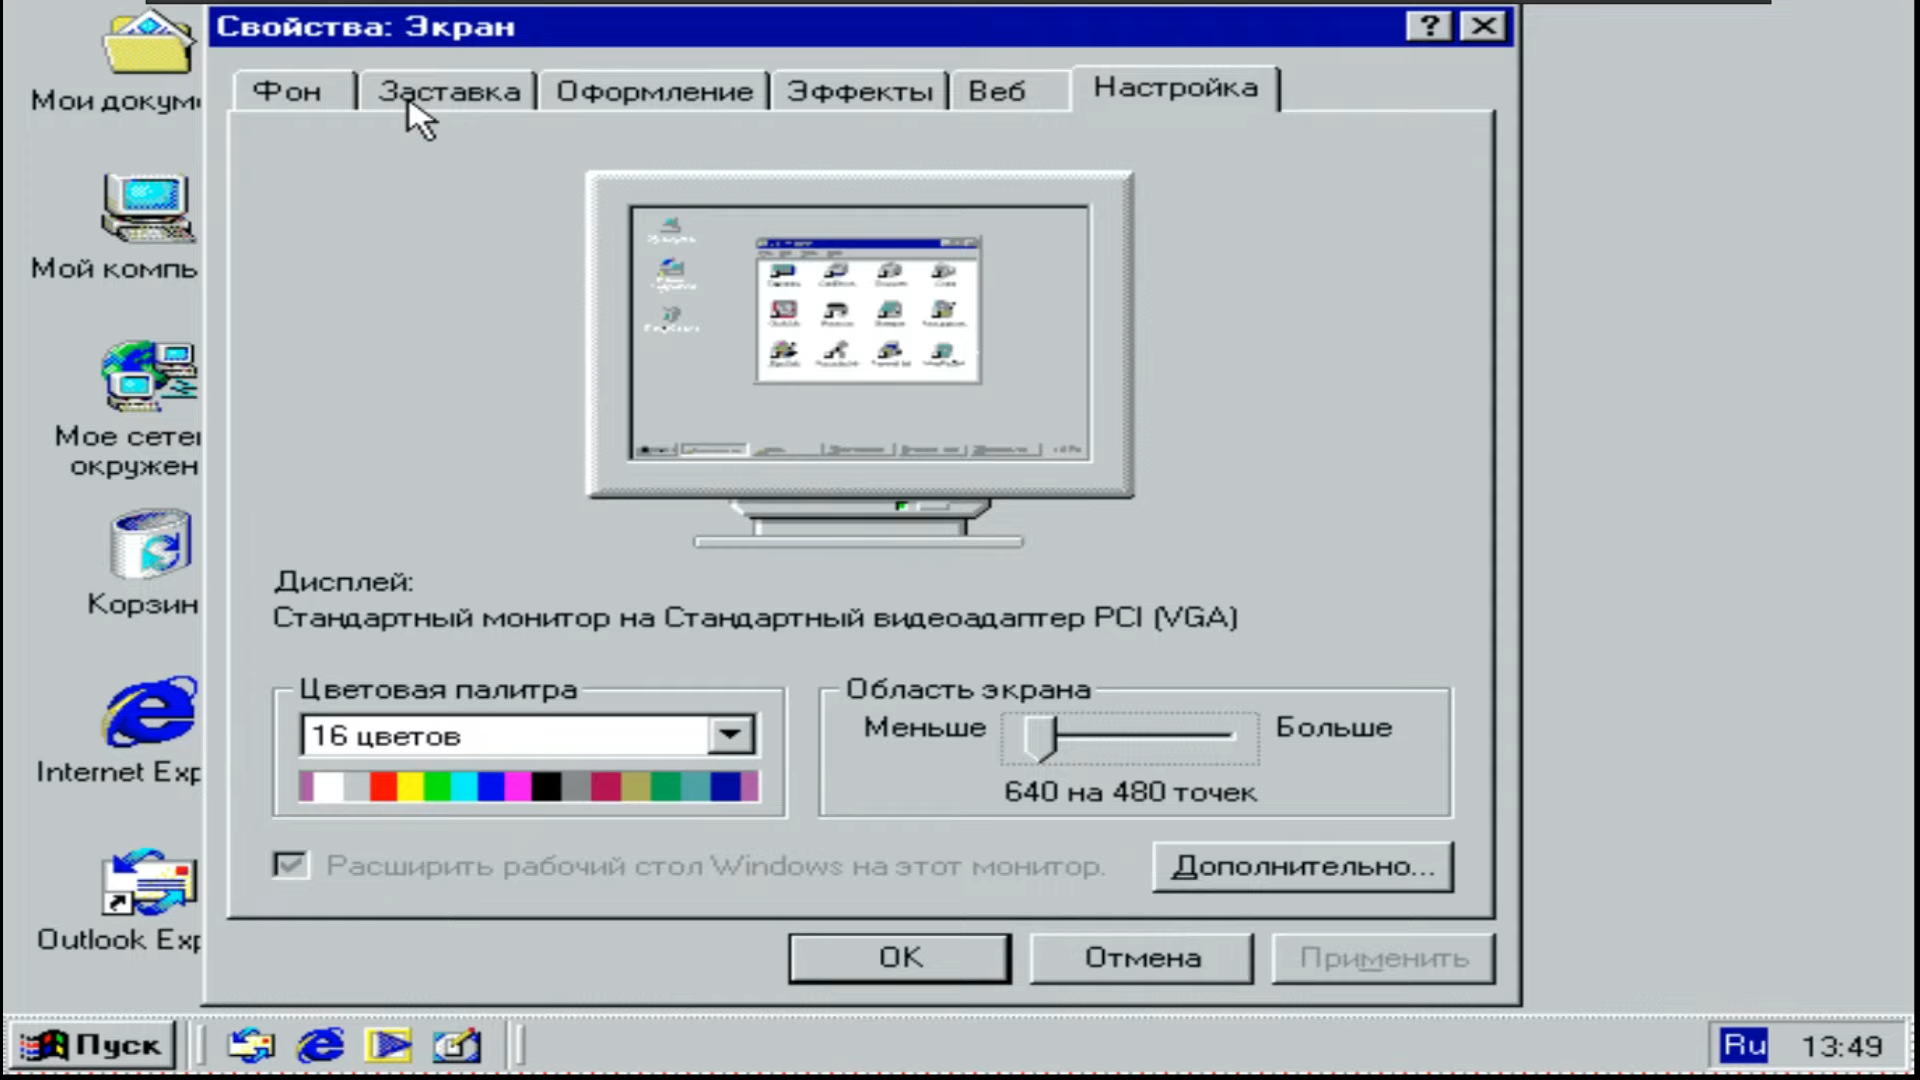 Свойства: Экран
Фон
Заставка
Оформление
Эффекты
Веб
Настройка
Мои докум
Мой компь
Мое сете
окружен
Корзин
Internet Exp
Outlook Exp
Дисплей:
Стандартный монитор на Стандартный видеоадаптер PCI (VGA)
Цветовая палитра
16 цветов
Область экрана
Меньше
Больше
640 на 480 точек
Расширить рабочий стол Windows на этот монитор.
Дополнительно...
OK
Отмена
Применить
Пуск
Ru
13:49